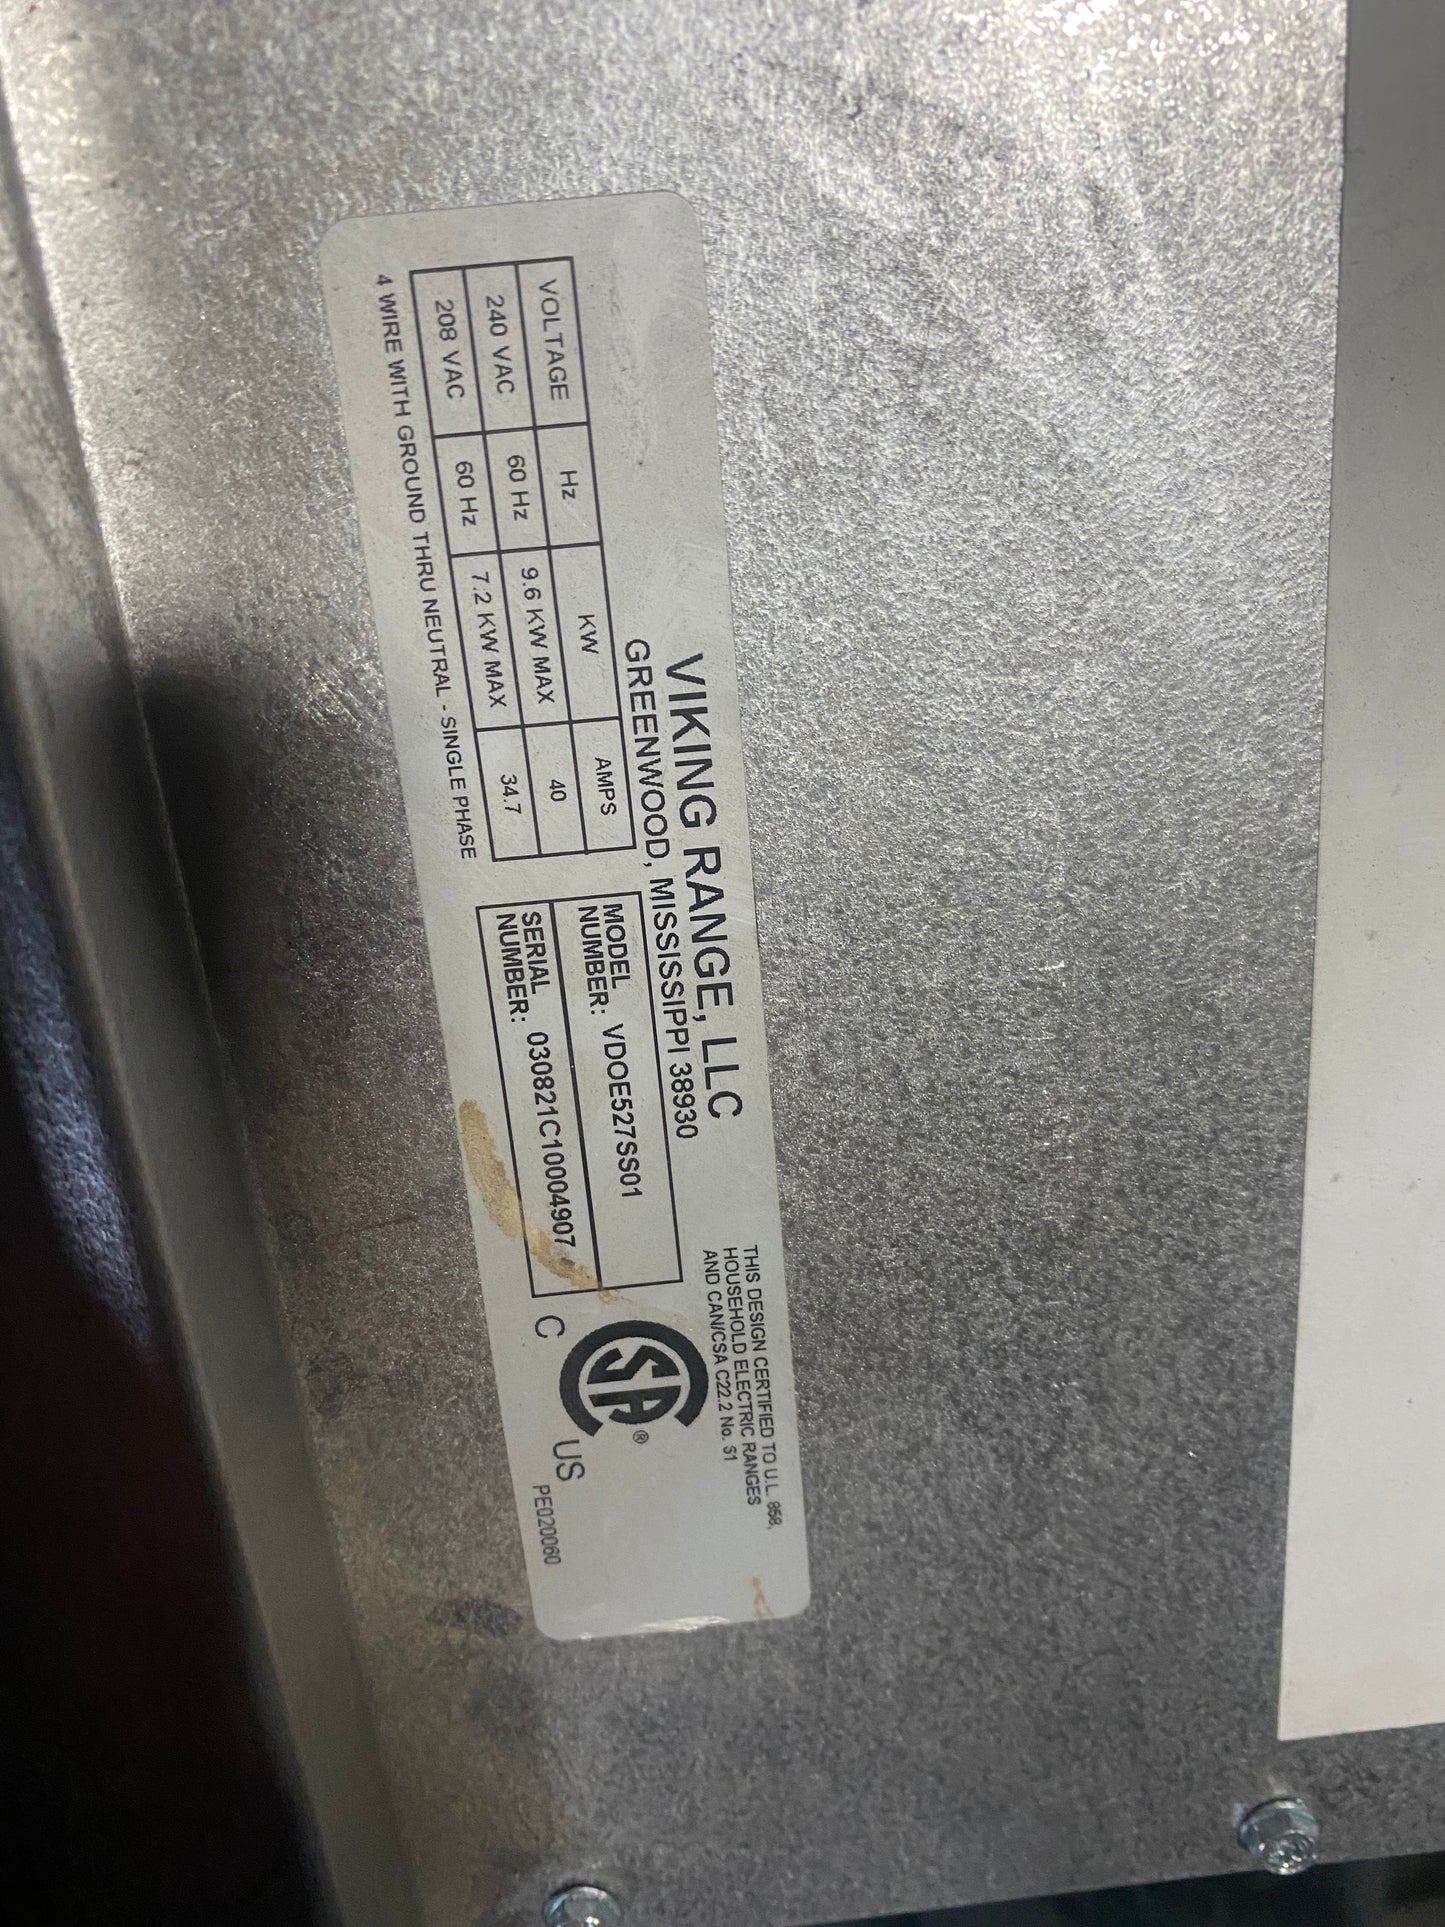 VIKING RANGE, LLC
GREENWOOD, MISSISSIPPI 38930
VOLTAGE Hz KW AMPS
240 VAC 60 Hz 9.6 KW MAX 40
208 VAC 60 Hz 7.2 KW MAX 34.7
4 WIRE WITH GROUND THRU NEUTRAL - SINGLE PHASE
MODEL
NUMBER: VDOE527SS01
SERIAL
NUMBER: 030821C10004907
THIS DESIGN CERTIFIED TO U.L. 858,
HOUSEHOLD ELECTRIC RANGES
AND CAN/CSA C22.2 No. 61
C SA ® US
PE020060